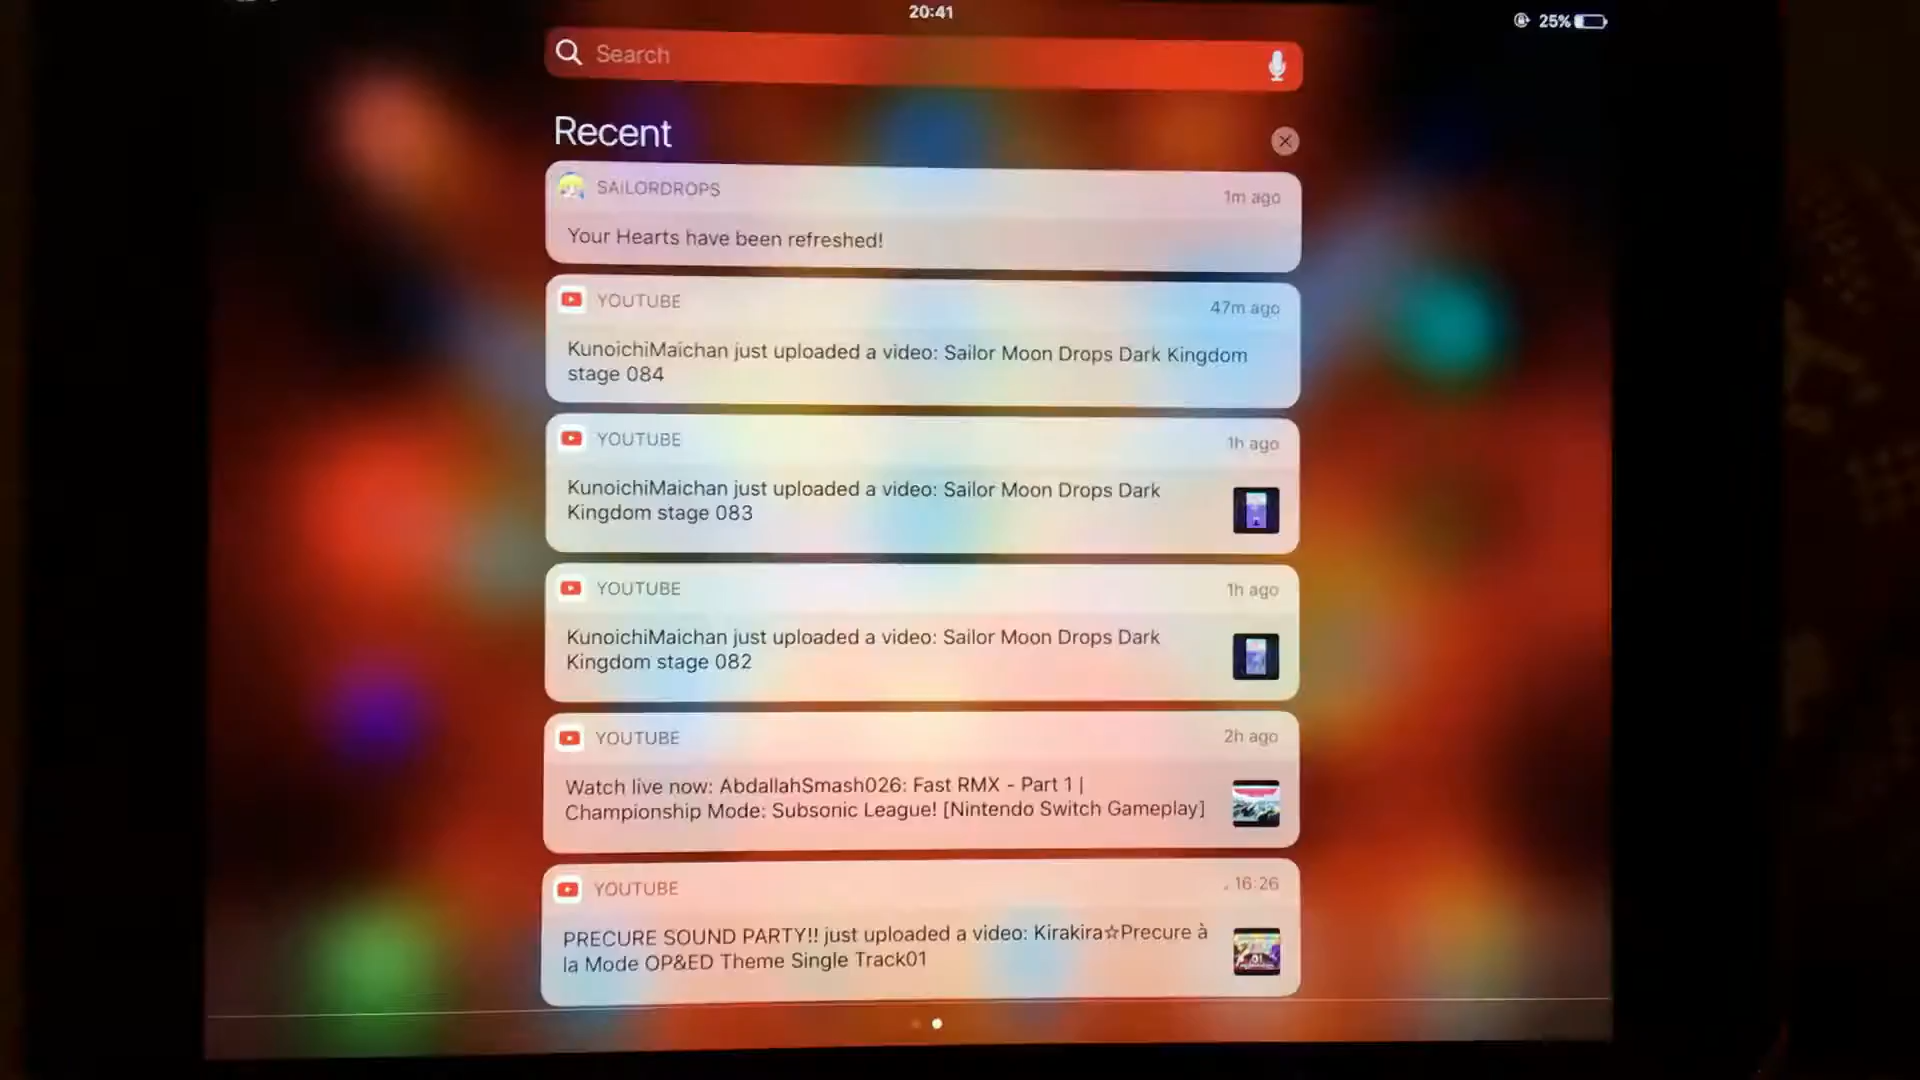 20:41
25%
Search
Recent
SAILORDROPS
1m ago
Your Hearts have been refreshed!
YOUTUBE
47m ago
KunoichiMaichan just uploaded a video: Sailor Moon Drops Dark Kingdom
stage 084
YOUTUBE
1h ago
KunoichiMaichan just uploaded a video: Sailor Moon Drops Dark
Kingdom stage 083
YOUTUBE
1h ago
KunoichiMaichan just uploaded a video: Sailor Moon Drops Dark
Kingdom stage 082
YOUTUBE
2h ago
Watch live now: AbdallahSmash026: Fast RMX - Part 1 |
Championship Mode: Subsonic League! [Nintendo Switch Gameplay]
YOUTUBE
16:26
PRECURE SOUND PARTY!! just uploaded a video: Kirakira☆Precure à
la Mode OP&ED Theme Single Track01